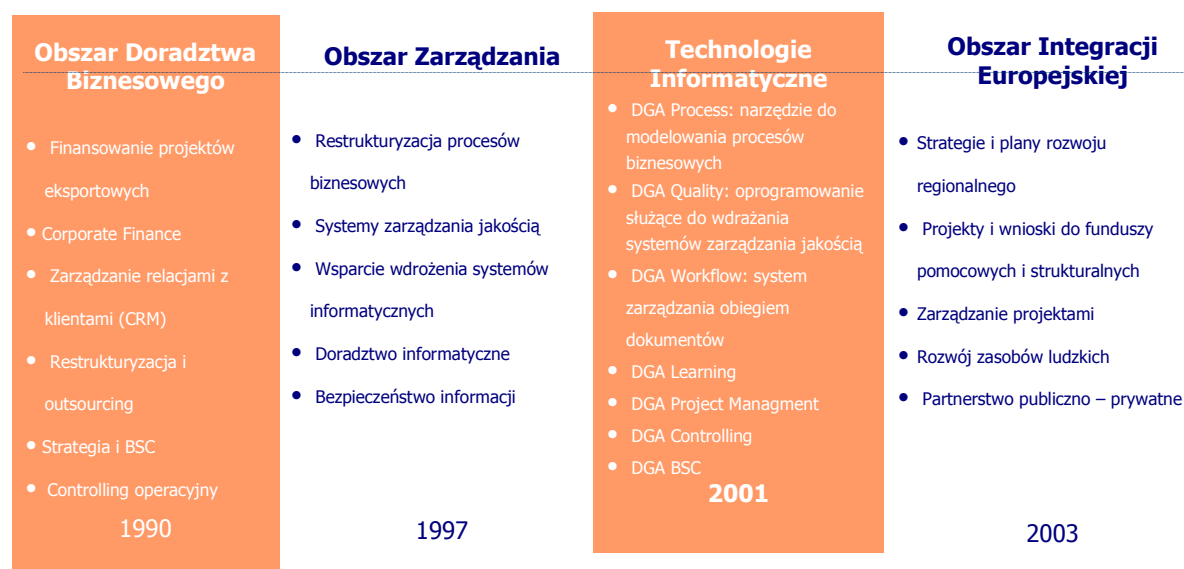 Obszar Doradztwa
Biznesowego
• Finansowanie projektów
eksportowych
• Corporate Finance
• Zarządzanie relacjami z
klientami (CRM)
• Restrukturyzacja i
outsourcing
• Strategia i BSC
• Controlling operacyjny
1990
Obszar Zarządzania
• Restrukturyzacja procesów
biznesowych
• Systemy zarządzania jakością
• Wsparcie wdrożenia systemów
informatycznych
• Doradztwo informatyczne
• Bezpieczeństwo informacji
1997
Technologie
Informatyczne
• DGA Process: narzędzie do
modelowania procesów
biznesowych
• DGA Quality: oprogramowanie
służące do wdrażania
systemów zarządzania jakością
• DGA Workflow: system
zarządzania obiegiem
dokumentów
• DGA Learning
• DGA Project Managment
• DGA Controlling
• DGA BSC
2001
Obszar Integracji
Europejskiej
• Strategie i plany rozwoju
regionalnego
• Projekty i wnioski do funduszy
pomocowych i strukturalnych
• Zarządzanie projektami
• Rozwój zasobów ludzkich
• Partnerstwo publiczno – prywatne
2003